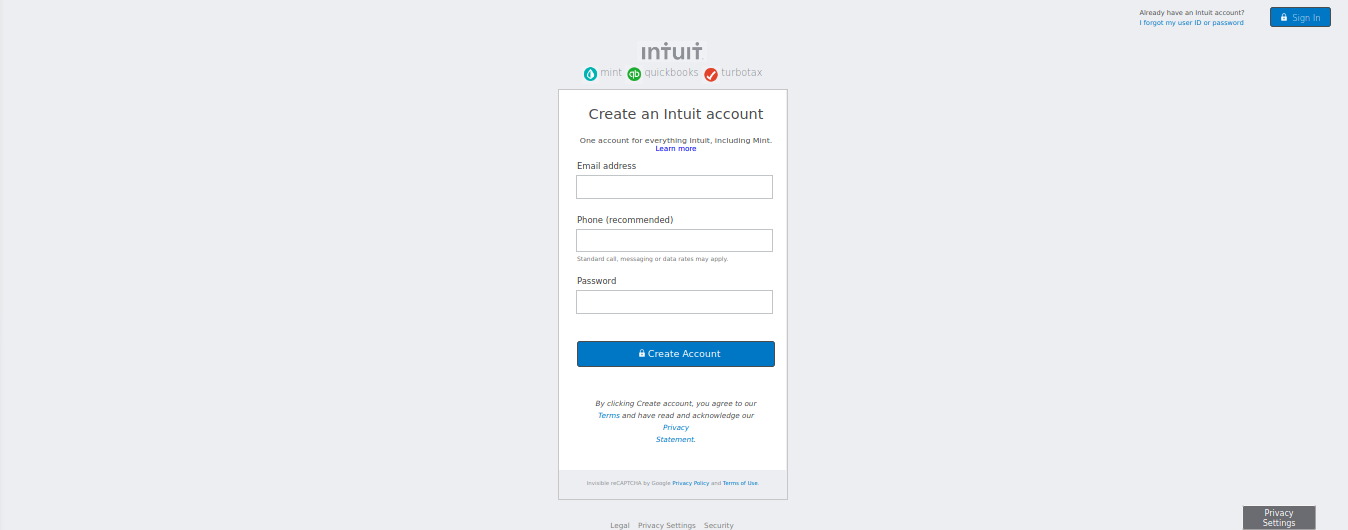 Already have an Intuit account?
I forgot my user ID or password
Sign In
intuit
mint quickbooks turbotax
Create an Intuit account
One account for everything Intuit, including Mint.
Learn more
Email address
Phone (recommended)
Standard call, messaging or data rates may apply.
Password
Create Account
By clicking Create account, you agree to our
Terms and have read and acknowledge our
Privacy
Statement.
Invisible reCAPTCHA by Google Privacy Policy and Terms of Use.
Legal Privacy Settings Security
Privacy
Settings